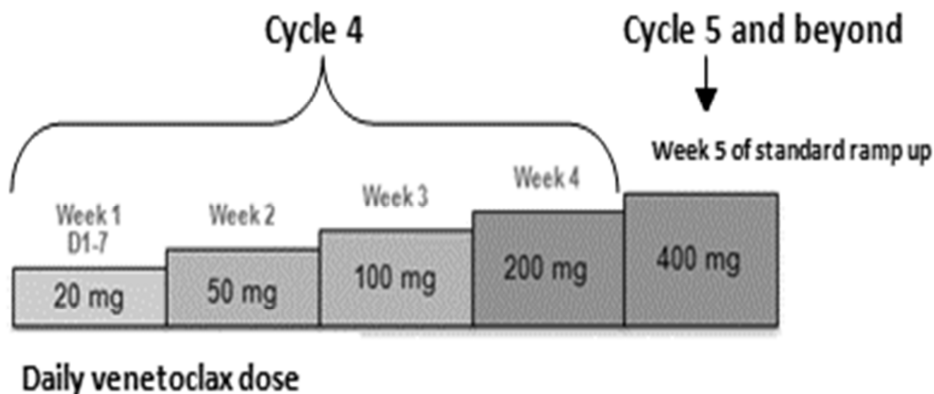 Cycle 4
Cycle 5 and beyond
Week 5 of standard ramp up
Week 1
D1-7
Week 2
Week 3
Week 4
20 mg
50 mg
100 mg
200 mg
400 mg
Daily venetoclax dose